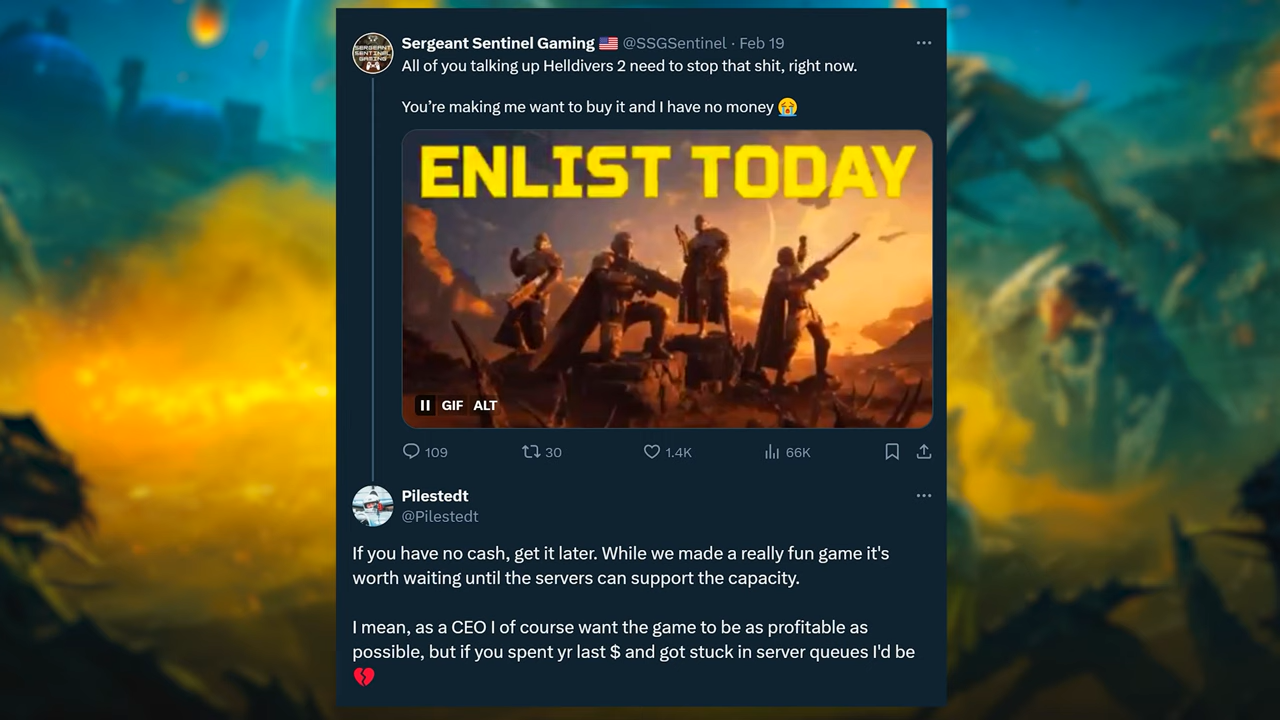 Sergeant Sentinel Gaming 🇺🇸 @SSGSentinel · Feb 19
All of you talking up Helldivers 2 need to stop that shit, right now.
You’re making me want to buy it and I have no money 😭
ENLIST TODAY
GIF ALT
109 30 1.4K 66K
Pilestedt
@Pilestedt
If you have no cash, get it later. While we made a really fun game it's
worth waiting until the servers can support the capacity.
I mean, as a CEO I of course want the game to be as profitable as
possible, but if you spent yr last $ and got stuck in server queues I'd be
💔